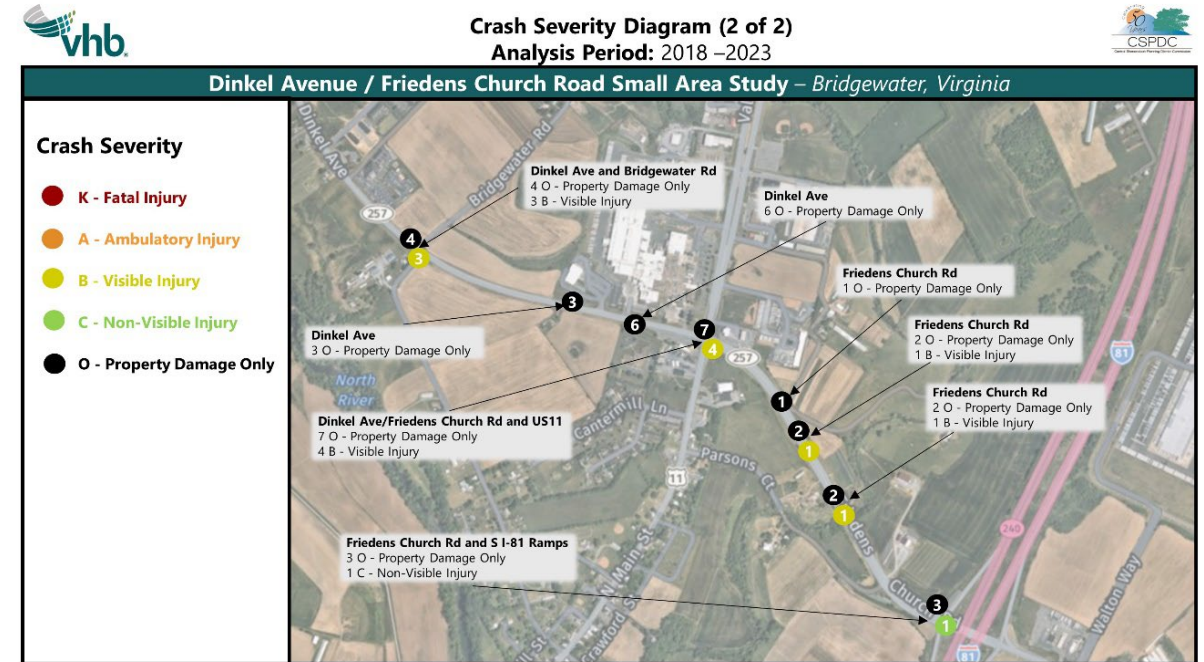 vhb.
Crash Severity Diagram (2 of 2)
Analysis Period: 2018 –2023
50
CSPDC
Dinkel Avenue / Friedens Church Road Small Area Study – Bridgewater, Virginia
Crash Severity
K - Fatal Injury
A - Ambulatory Injury
B - Visible Injury
C - Non-Visible Injury
O - Property Damage Only
Dinkel Ave
Bridgewater Rd
Val
257
Dinkel Ave and Bridgewater Rd
4 O - Property Damage Only
3 B - Visible Injury
Dinkel Ave
6 O - Property Damage Only
4
3
Friedens Church Rd
1 O - Property Damage Only
3
6
7
4
257
Dinkel Ave
3 O - Property Damage Only
Friedens Church Rd
2 O - Property Damage Only
1 B - Visible Injury
81
North
River
1
Friedens Church Rd
2 O - Property Damage Only
1 B - Visible Injury
Cantermill Ln
Dinkel Ave/Friedens Church Rd and US11
7 O - Property Damage Only
4 B - Visible Injury
2
1
Parsons Ct
11
2
1
240
Friedens Church Rd and S I-81 Ramps
3 O - Property Damage Only
1 C - Non-Visible Injury
N Main St
Crawford St
ll St
dens
Church
Walton Way
3
1
81